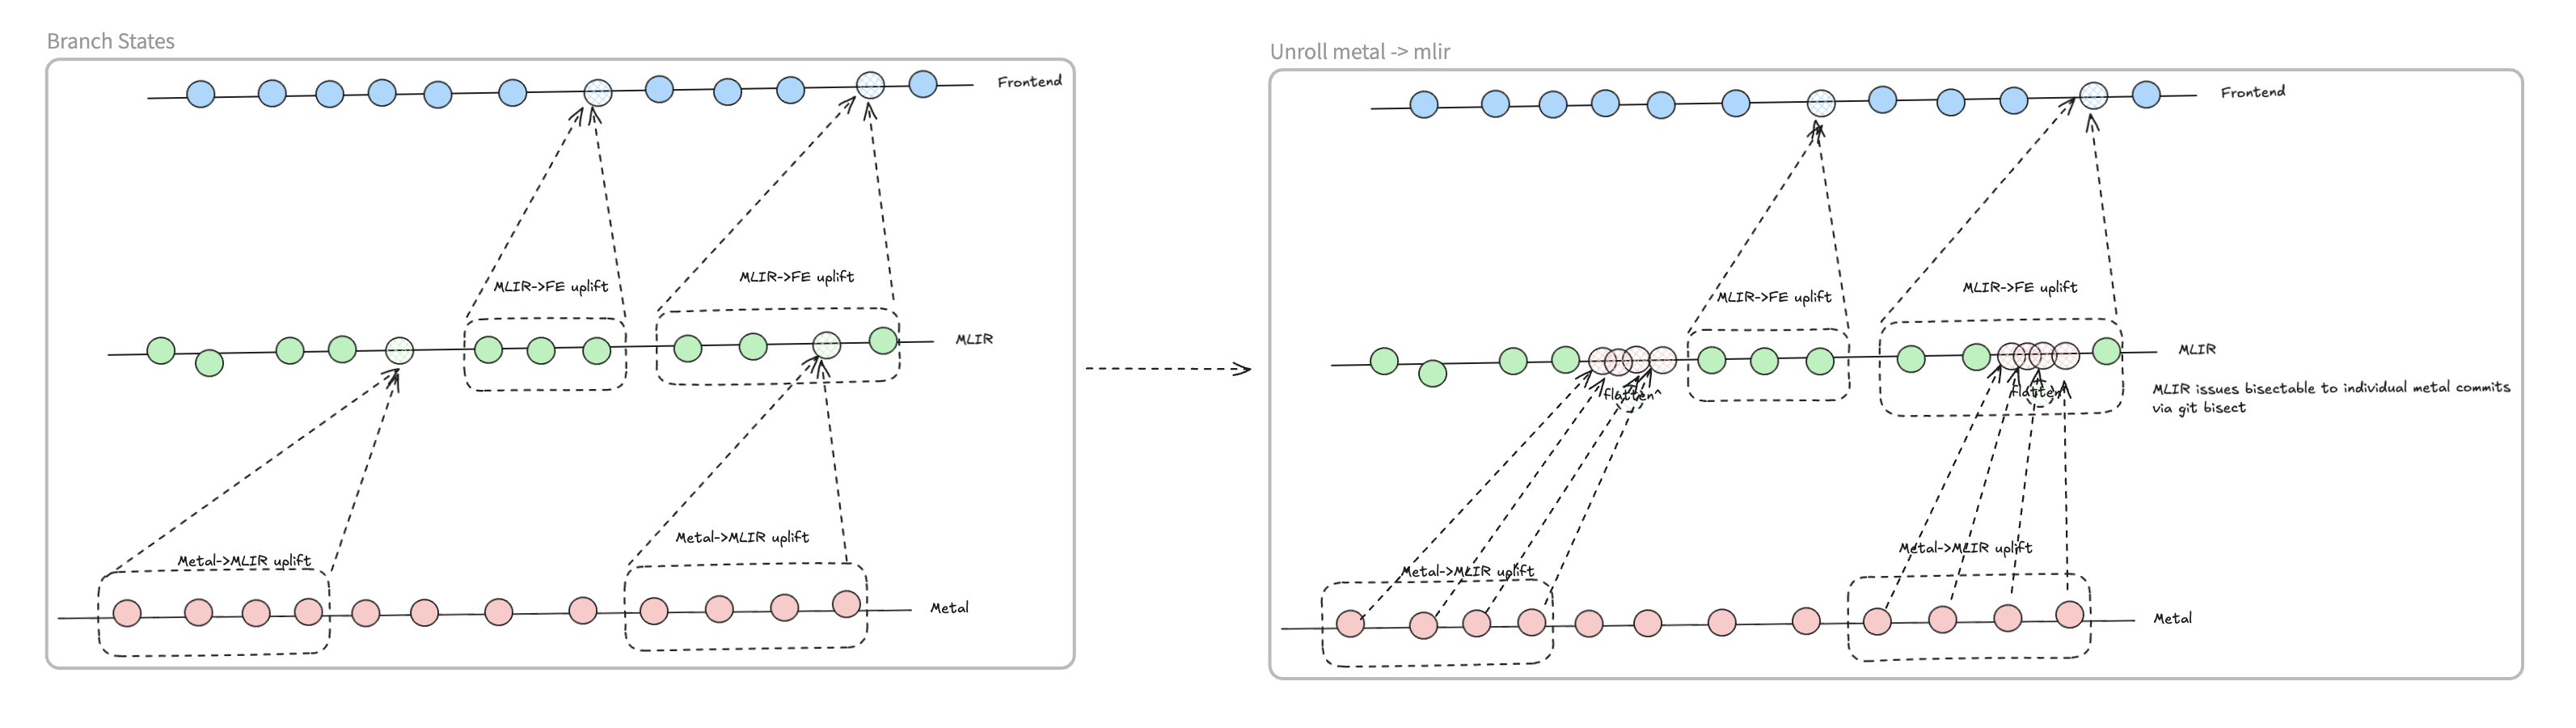 Branch States
Frontend
MLIR->FE uplift
MLIR->FE uplift
MLIR
Metal->MLIR uplift
Metal->MLIR uplift
Metal
Unroll metal -> mlir
Frontend
MLIR->FE uplift
MLIR->FE uplift
MLIR
flatten^
flatten^
MLIR issues bisectable to individual metal commits
via git bisect
Metal->MLIR uplift
Metal->MLIR uplift
Metal